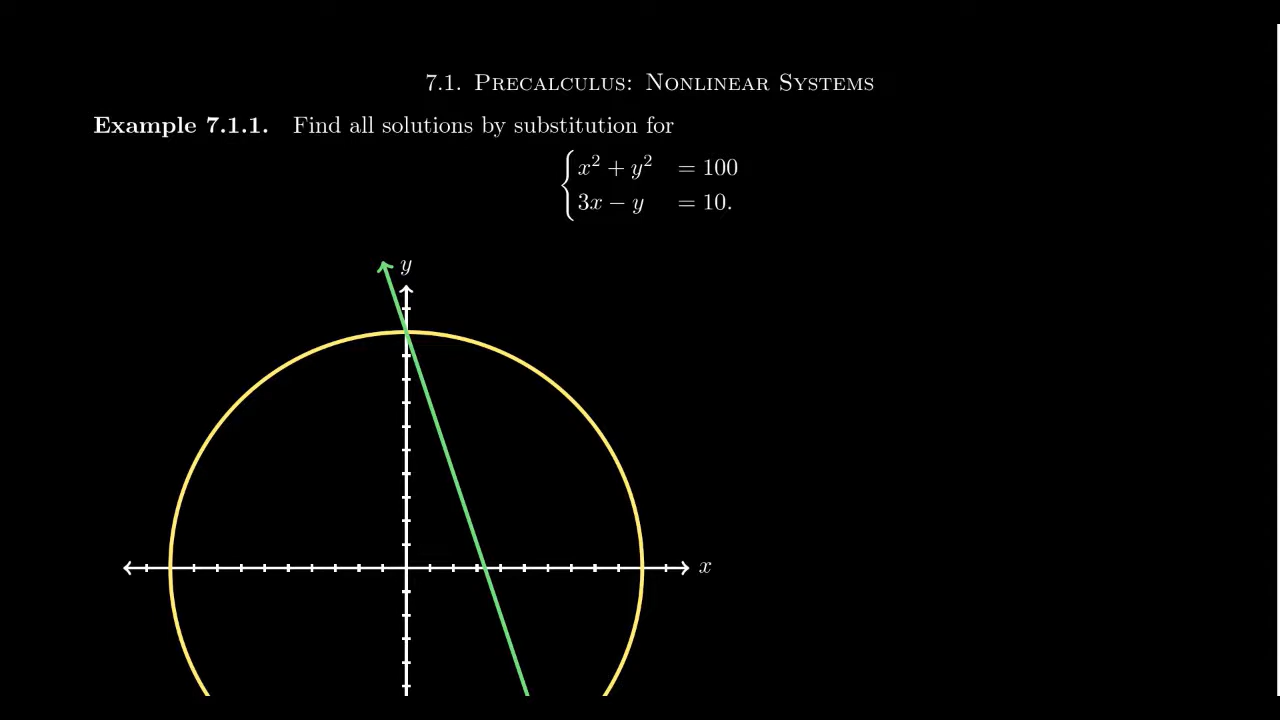 7.1. Precalculus: Nonlinear Systems
Example 7.1.1. Find all solutions by substitution for
x² + y² = 100
3x − y = 10.
y
x